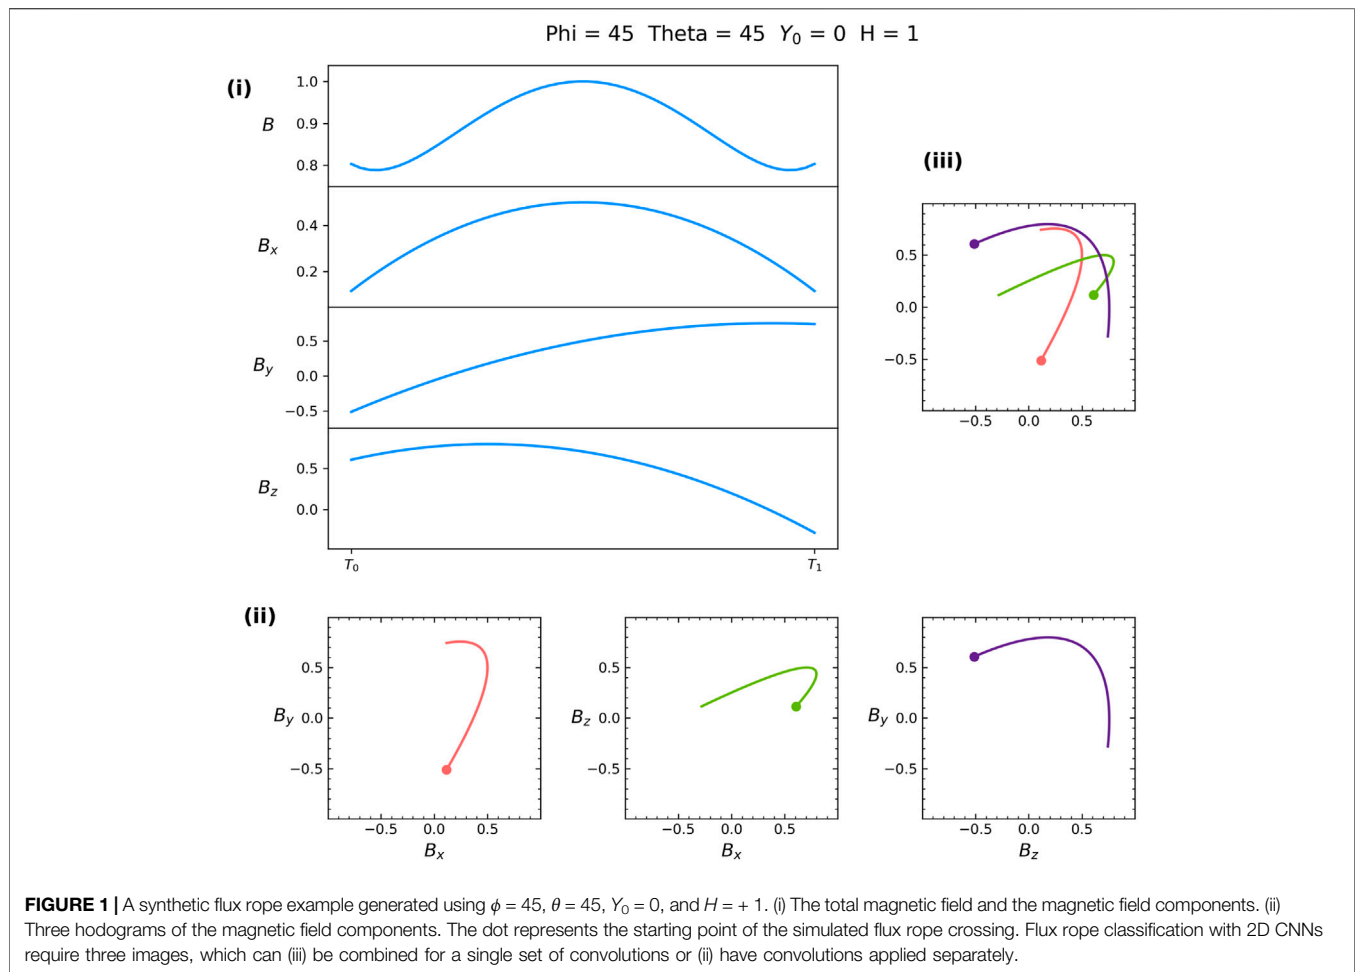 Phi = 45 Theta = 45 Y₀ = 0 H = 1
(i)
B
1.0
0.9
0.8
Bₓ
0.4
0.2
B_y
0.5
0.0
−0.5
B_z
0.5
0.0
T₀ T₁
(iii)
0.5
0.0
−0.5
−0.5 0.0 0.5
(ii)
B_y
0.5
0.0
−0.5
−0.5 0.0 0.5
Bₓ
B_z
0.5
0.0
−0.5
−0.5 0.0 0.5
Bₓ
B_y
0.5
0.0
−0.5
−0.5 0.0 0.5
B_z
FIGURE 1 | A synthetic flux rope example generated using ϕ = 45, θ = 45, Y₀ = 0, and H = + 1. (i) The total magnetic field and the magnetic field components. (ii)
Three hodograms of the magnetic field components. The dot represents the starting point of the simulated flux rope crossing. Flux rope classification with 2D CNNs
require three images, which can (iii) be combined for a single set of convolutions or (ii) have convolutions applied separately.